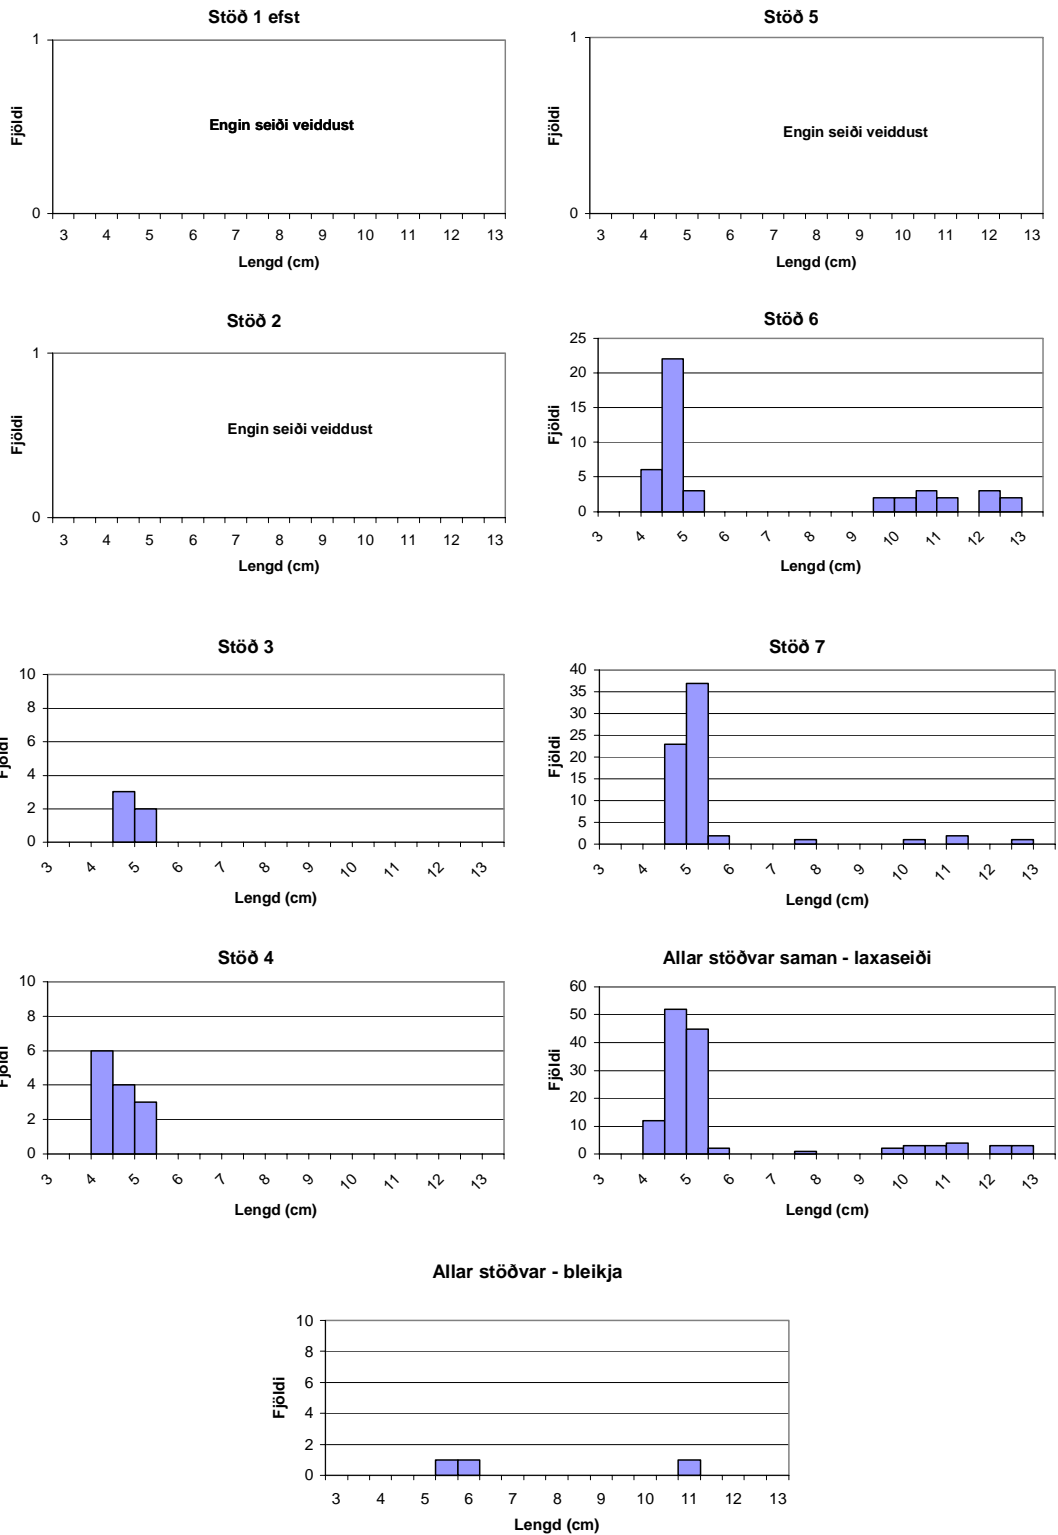 Stöð 1 efst
1
0
Fjöldi
Engin seiði veiddust
3 4 5 6 7 8 9 10 11 12 13
Lengd (cm)
Stöð 5
1
0
Fjöldi
Engin seiði veiddust
3 4 5 6 7 8 9 10 11 12 13
Lengd (cm)
Stöð 2
1
0
Fjöldi
Engin seiði veiddust
3 4 5 6 7 8 9 10 11 12 13
Lengd (cm)
Stöð 6
25
20
15
10
5
0
Fjöldi
3 4 5 6 7 8 9 10 11 12 13
Lengd (cm)
Stöð 3
10
8
6
4
2
0
Fjöldi
3 4 5 6 7 8 9 10 11 12 13
Lengd (cm)
Stöð 7
40
35
30
25
20
15
10
5
0
Fjöldi
3 4 5 6 7 8 9 10 11 12 13
Lengd (cm)
Stöð 4
10
8
6
4
2
0
Fjöldi
3 4 5 6 7 8 9 10 11 12 13
Lengd (cm)
Allar stöðvar saman - laxaseiði
60
50
40
30
20
10
0
Fjöldi
3 4 5 6 7 8 9 10 11 12 13
Lengd (cm)
Allar stöðvar - bleikja
10
8
6
4
2
0
Fjöldi
3 4 5 6 7 8 9 10 11 12 13
Lengd (cm)